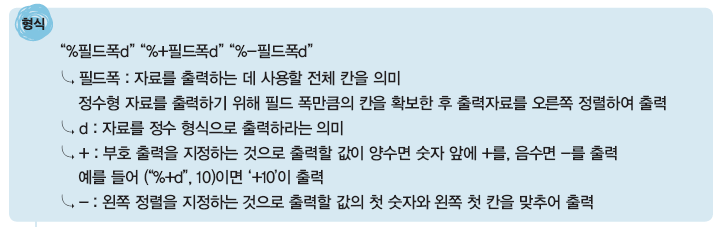 형식
“%필드폭d” “%+필드폭d” “%-필드폭d”
필드폭 : 자료를 출력하는 데 사용할 전체 칸을 의미
정수형 자료를 출력하기 위해 필드 폭만큼의 칸을 확보한 후 출력자료를 오른쪽 정렬하여 출력
d : 자료를 정수 형식으로 출력하라는 의미
+ : 부호 출력을 지정하는 것으로 출력할 값이 양수면 숫자 앞에 +를, 음수면 -를 출력
예를 들어 (“%+d”, 10)이면 ‘+10’이 출력
- : 왼쪽 정렬을 지정하는 것으로 출력할 값의 첫 숫자와 왼쪽 첫 칸을 맞추어 출력